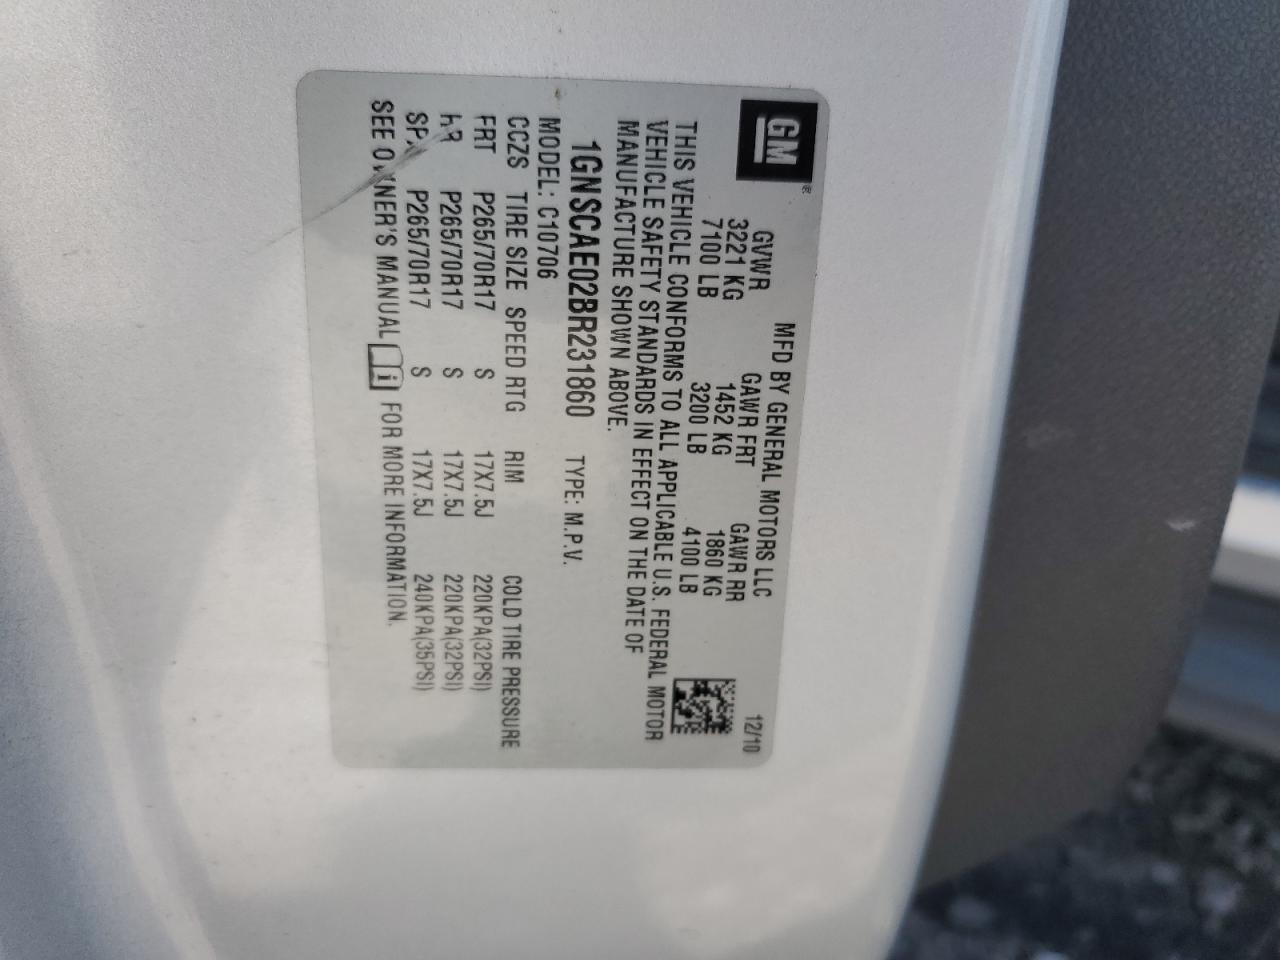 GM®
MFD BY GENERAL MOTORS LLC 12/10
GVWR GAWR FRT GAWR RR
3221 KG 1452 KG 1860 KG
7100 LB 3200 LB 4100 LB
THIS VEHICLE CONFORMS TO ALL APPLICABLE U.S. FEDERAL MOTOR
VEHICLE SAFETY STANDARDS IN EFFECT ON THE DATE OF
MANUFACTURE SHOWN ABOVE.
1GNSCAE02BR231860 TYPE: M.P.V.
MODEL: C10706
CCZS TIRE SIZE SPEED RTG RIM COLD TIRE PRESSURE
FRT P265/70R17 S 17X7.5J 220KPA(32PSI)
RR P265/70R17 S 17X7.5J 220KPA(32PSI)
SPA P265/70R17 S 17X7.5J 240KPA(35PSI)
SEE OWNER'S MANUAL i FOR MORE INFORMATION.